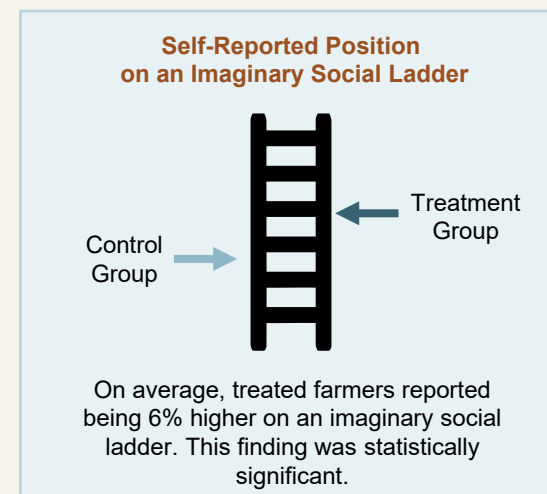 Self-Reported Position
on an Imaginary Social Ladder
Treatment
Group
Control
Group
On average, treated farmers reported
being 6% higher on an imaginary social
ladder. This finding was statistically
significant.